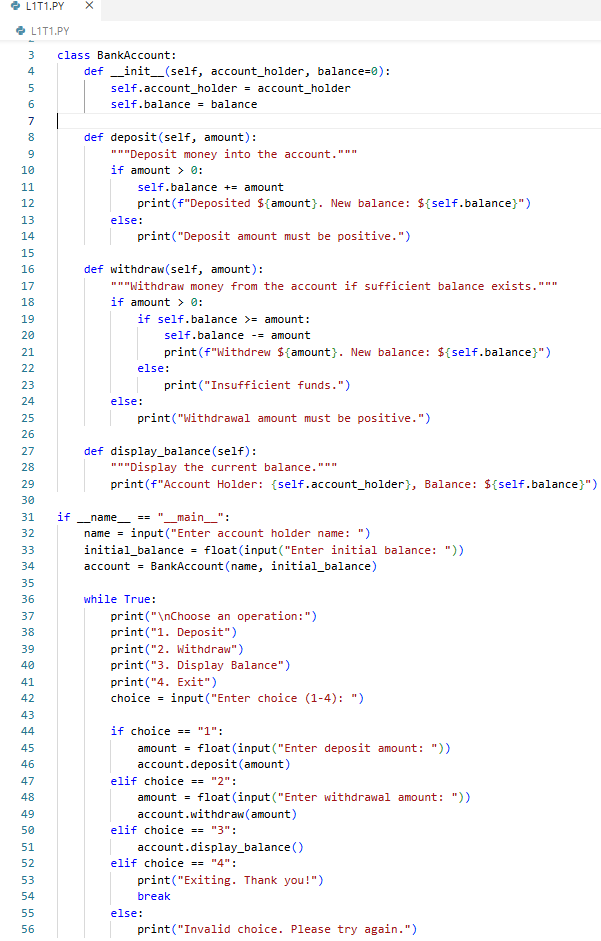 L1T1.PY ×
L1T1.PY
3 class BankAccount:
4     def __init__(self, account_holder, balance=0):
5         self.account_holder = account_holder
6         self.balance = balance
7
8     def deposit(self, amount):
9         """Deposit money into the account."""
10         if amount > 0:
11             self.balance += amount
12             print(f"Deposited ${amount}. New balance: ${self.balance}")
13         else:
14             print("Deposit amount must be positive.")
15
16     def withdraw(self, amount):
17         """Withdraw money from the account if sufficient balance exists."""
18         if amount > 0:
19             if self.balance >= amount:
20                 self.balance -= amount
21                 print(f"Withdrew ${amount}. New balance: ${self.balance}")
22             else:
23                 print("Insufficient funds.")
24         else:
25             print("Withdrawal amount must be positive.")
26
27     def display_balance(self):
28         """Display the current balance."""
29         print(f"Account Holder: {self.account_holder}, Balance: ${self.balance}")
30
31 if __name__ == "__main__":
32     name = input("Enter account holder name: ")
33     initial_balance = float(input("Enter initial balance: "))
34     account = BankAccount(name, initial_balance)
35
36     while True:
37         print("\nChoose an operation:")
38         print("1. Deposit")
39         print("2. Withdraw")
40         print("3. Display Balance")
41         print("4. Exit")
42         choice = input("Enter choice (1-4): ")
43
44         if choice == "1":
45             amount = float(input("Enter deposit amount: "))
46             account.deposit(amount)
47         elif choice == "2":
48             amount = float(input("Enter withdrawal amount: "))
49             account.withdraw(amount)
50         elif choice == "3":
51             account.display_balance()
52         elif choice == "4":
53             print("Exiting. Thank you!")
54             break
55         else:
56             print("Invalid choice. Please try again.")